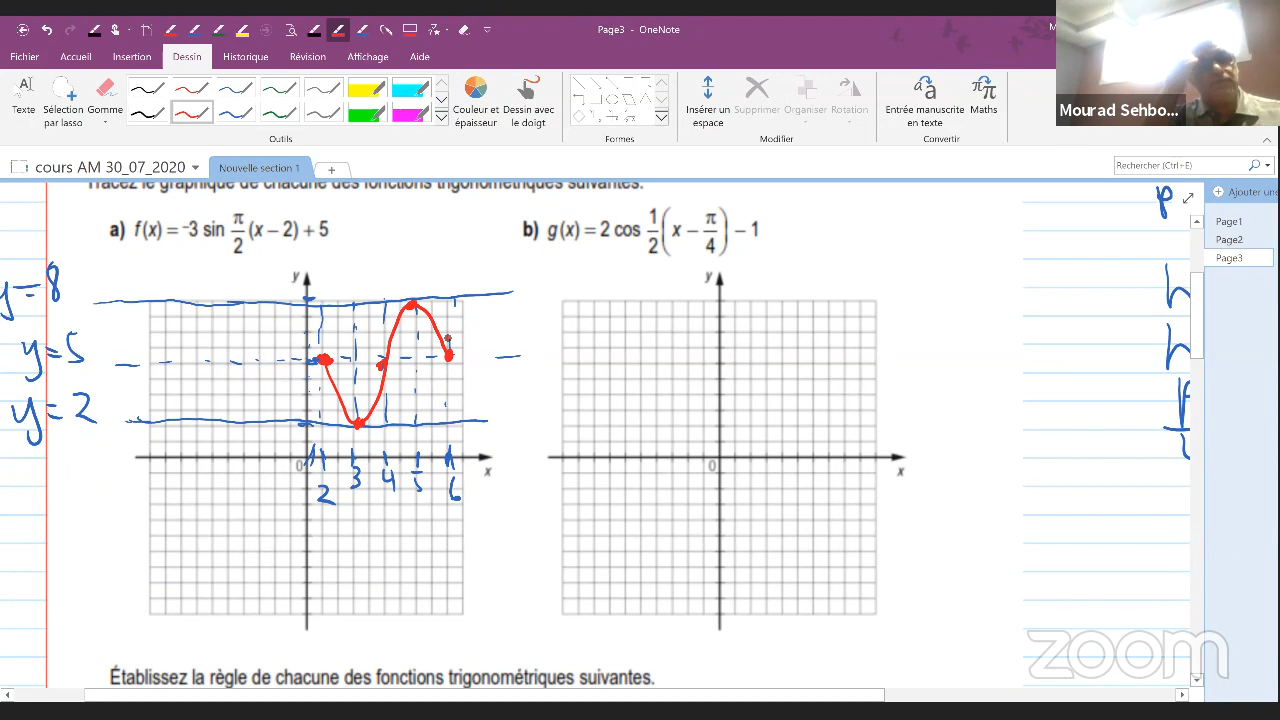 Page3 - OneNote
Fichier Accueil Insertion Dessin Historique Révision Affichage Aide
Texte
Sélection par lasso
Gomme
Couleur et épaisseur
Dessin avec le doigt
Insérer un espace
Supprimer
Organiser
Rotation
Entrée manuscrite en texte
Maths
Outils
Formes
Modifier
Convertir
Mourad Sehbo...
cours AM 30_07_2020
Nouvelle section 1
+
Rechercher (Ctrl+E)
Ajouter une
Page1
Page2
Page3
Tracez le graphique de chacune des fonctions trigonométriques suivantes.
a) f(x) = ⁻3 sin π/2 (x − 2) + 5
b) g(x) = 2 cos 1/2 (x − π/4) − 1
y
y = 8
y = 5
y = 2
0
x
2 3 4 5 6
y
0
x
P
h
h
Établissez la règle de chacune des fonctions trigonométriques suivantes.
zoom